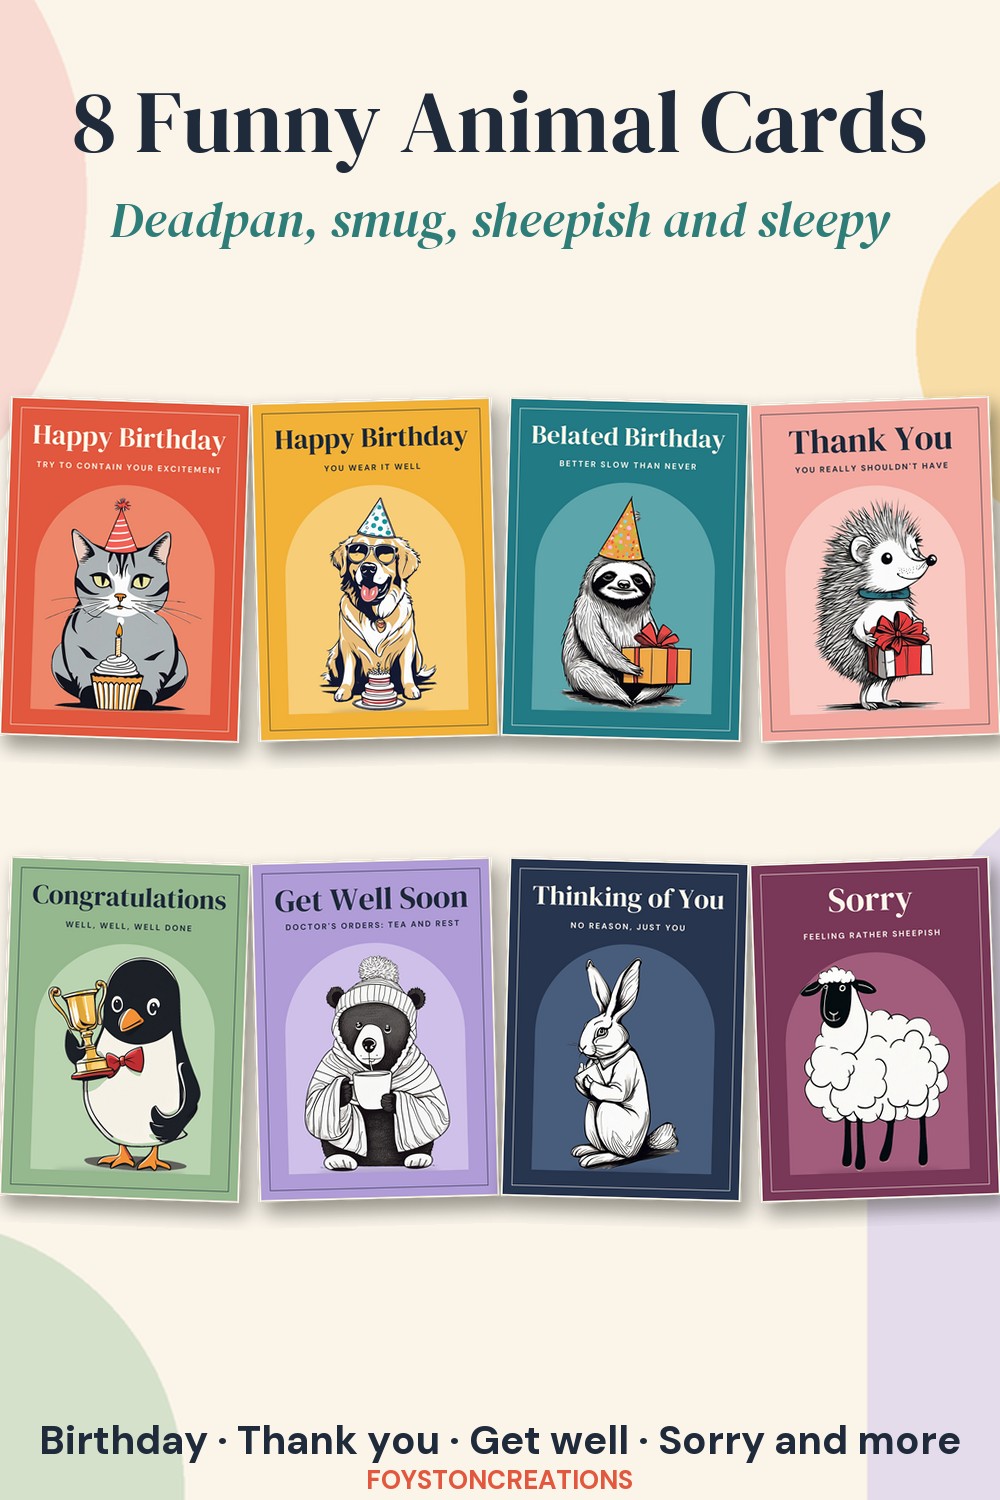 8 Funny Animal Cards
Deadpan, smug, sheepish and sleepy
Happy Birthday
TRY TO CONTAIN YOUR EXCITEMENT
Happy Birthday
YOU WEAR IT WELL
Belated Birthday
BETTER SLOW THAN NEVER
Thank You
YOU REALLY SHOULDN'T HAVE
Congratulations
WELL, WELL, WELL DONE
Get Well Soon
DOCTOR'S ORDERS: TEA AND REST
Thinking of You
NO REASON, JUST YOU
Sorry
FEELING RATHER SHEEPISH
Birthday · Thank you · Get well · Sorry and more
FOYSTONCREATIONS